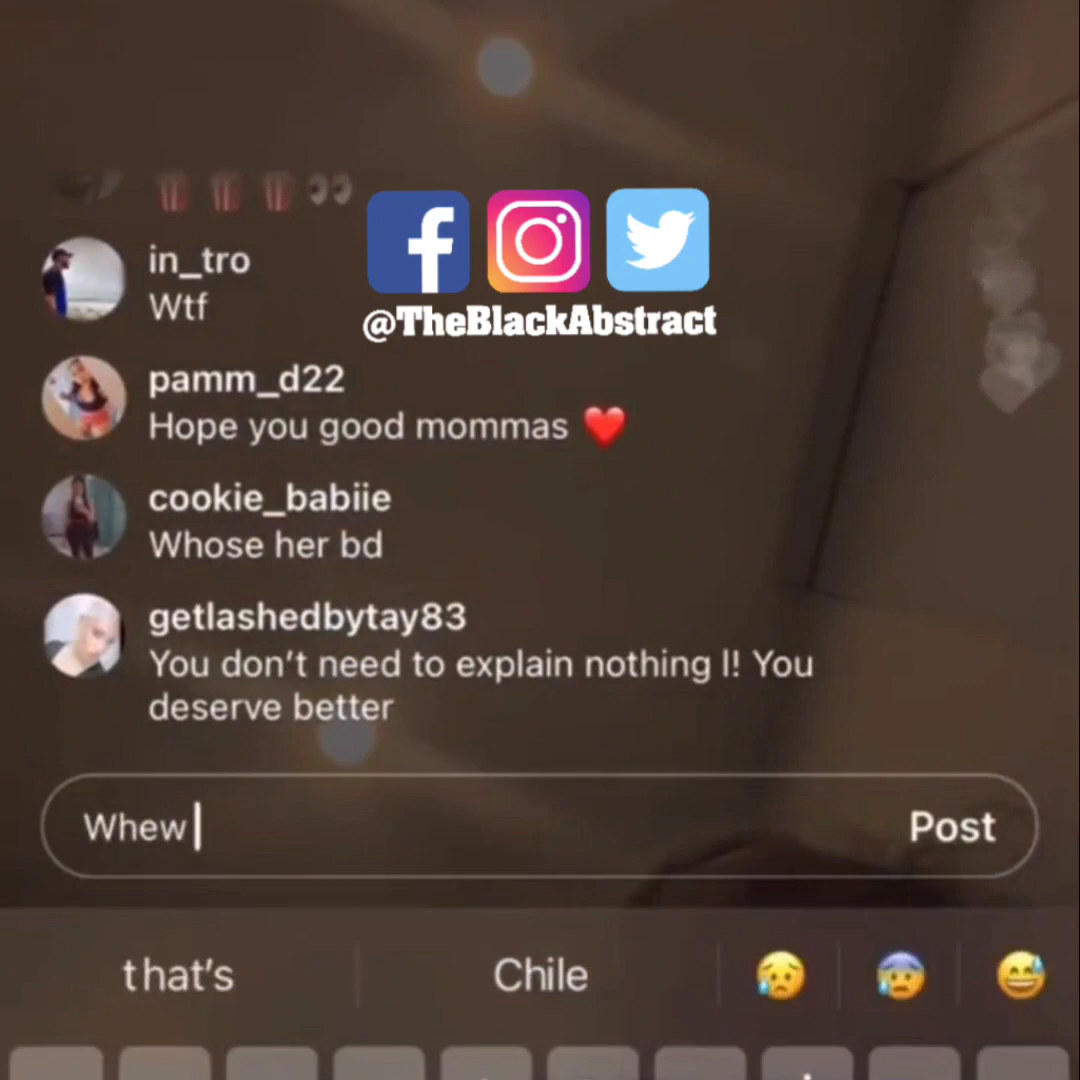 @TheBlackAbstract
in_tro
Wtf
pamm_d22
Hope you good mommas ❤️
cookie_babiie
Whose her bd
getlashedbytay83
You don’t need to explain nothing I! You
deserve better
Whew
Post
that’s
Chile